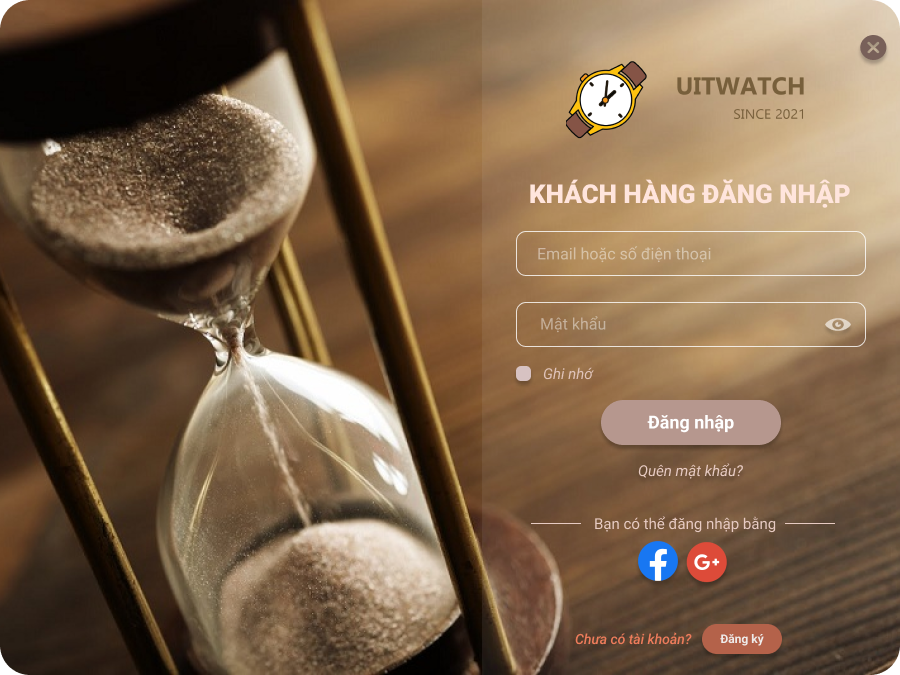 UITWATCH
SINCE 2021
KHÁCH HÀNG ĐĂNG NHẬP
Email hoặc số điện thoại
Mật khẩu
Ghi nhớ
Đăng nhập
Quên mật khẩu?
Bạn có thể đăng nhập bằng
f G+
Chưa có tài khoản? Đăng ký